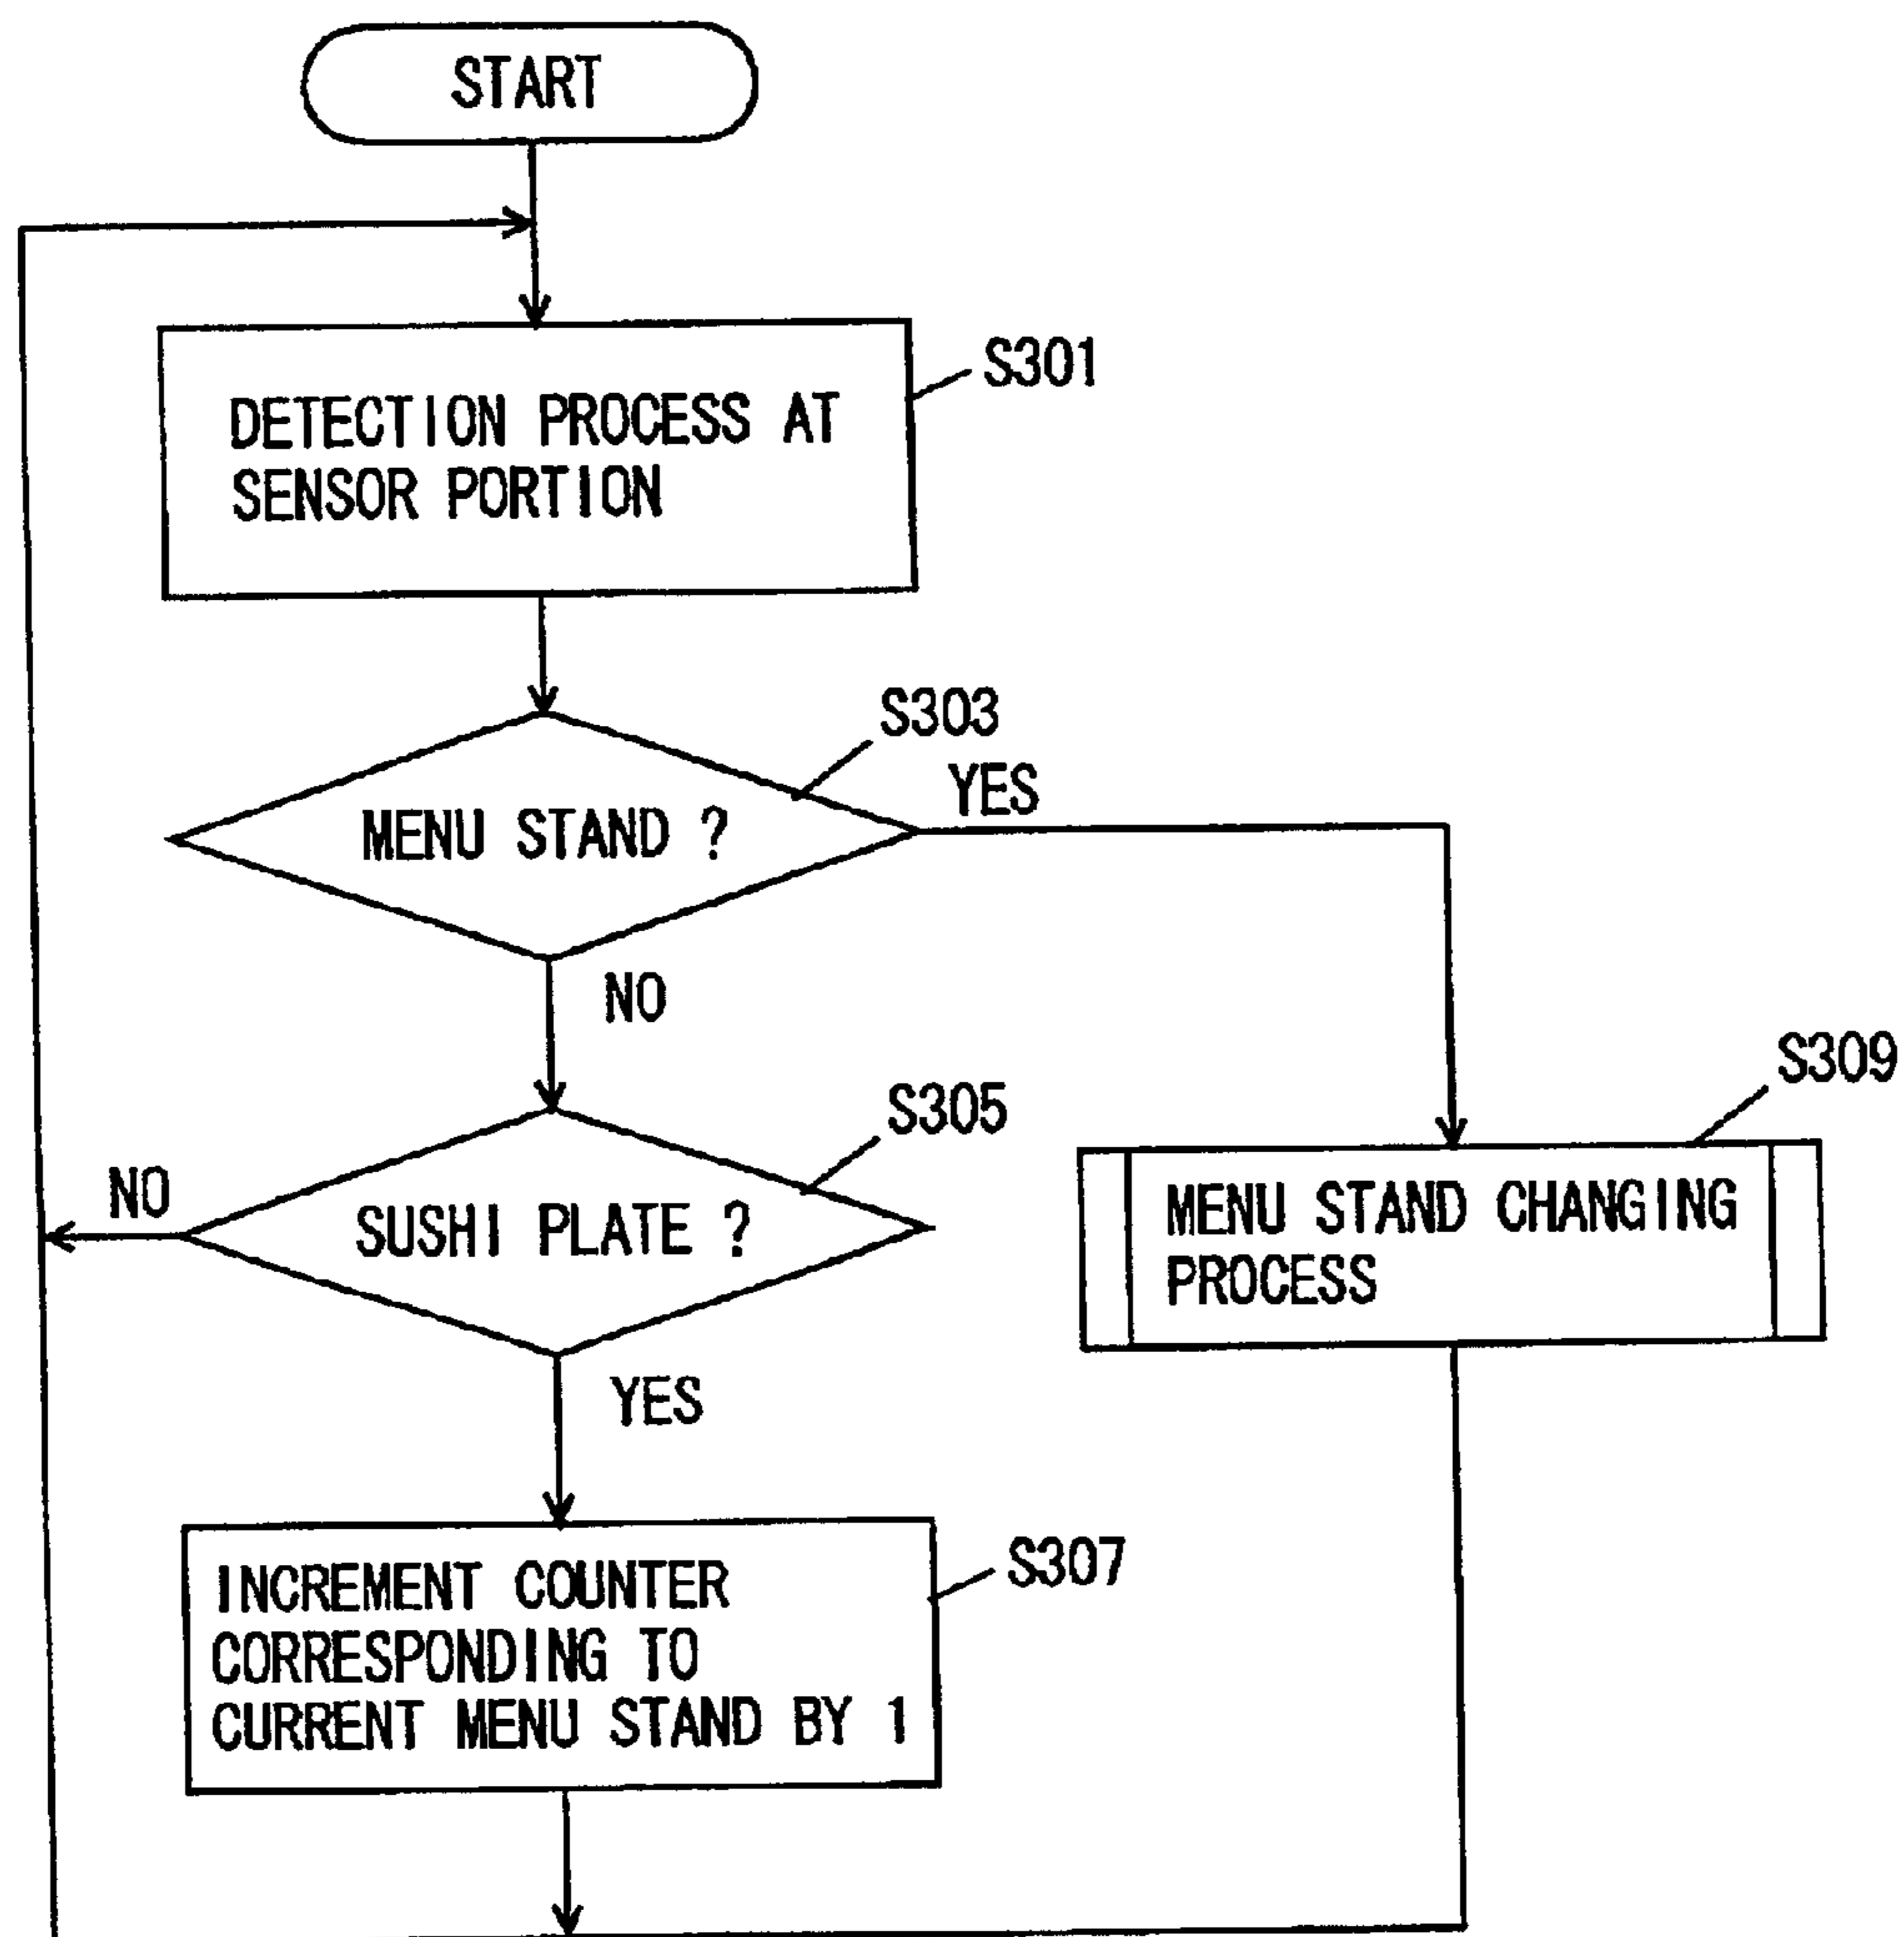 START
S301
DETECTION PROCESS AT
SENSOR PORTION
S303
YES
MENU STAND ?
NO
S305
S309
NO
SUSHI PLATE ?
MENU STAND CHANGING
PROCESS
YES
S307
INCREMENT COUNTER
CORRESPONDING TO
CURRENT MENU STAND BY 1